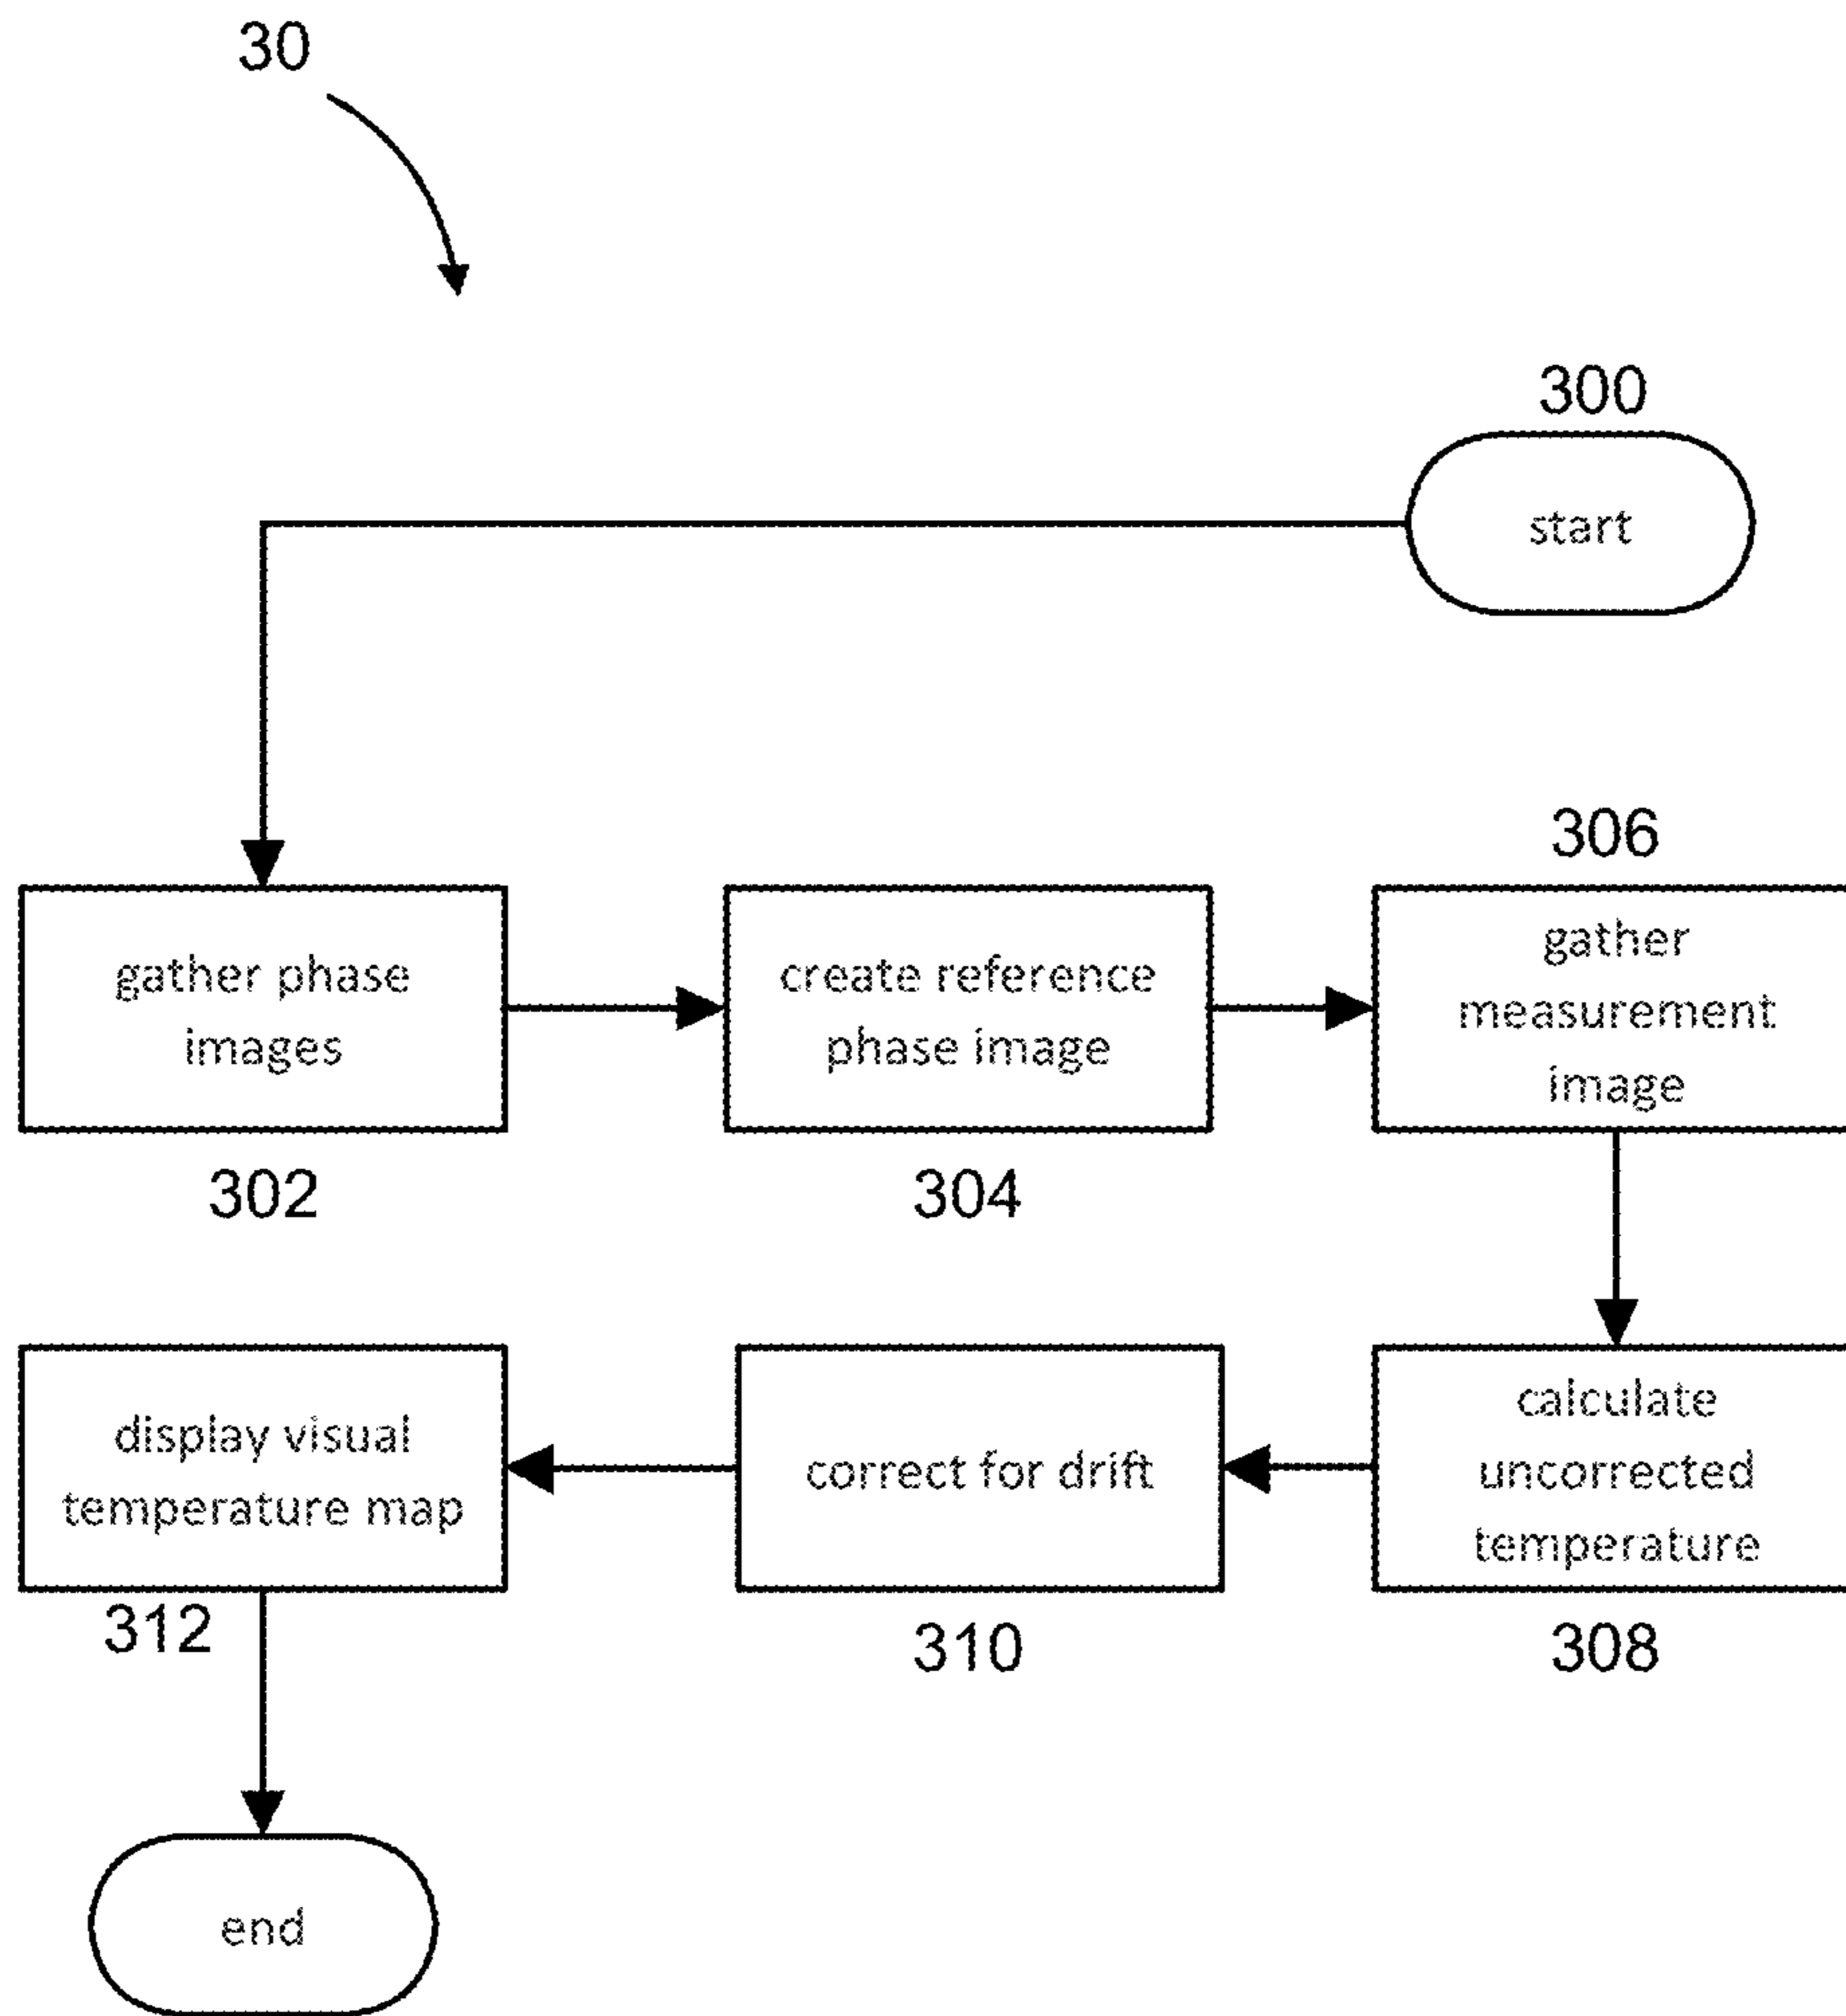 30
300
start
306
gather phase
images
create reference
phase image
gather
measurement
image
302
304
display visual
temperature map
correct for drift
calculate
uncorrected
temperature
312
310
308
end